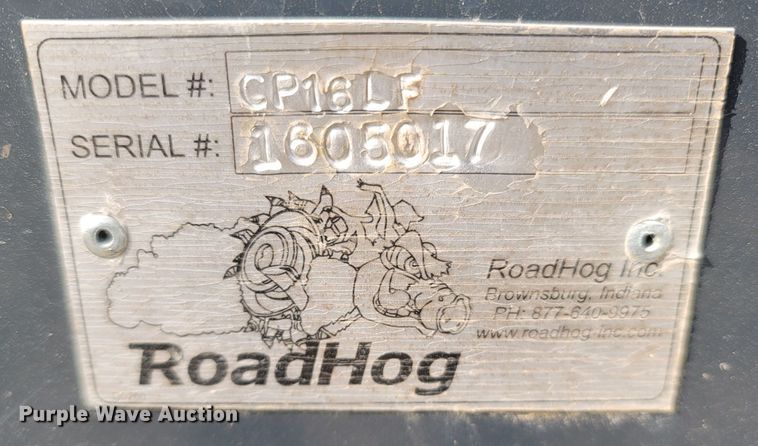 MODEL #: CP16LF
SERIAL #: 1605017
RoadHog Inc.
Brownsburg, Indiana
PH: 877-640-9975
www.roadhog-inc.com
RoadHog
Purple Wave Auction